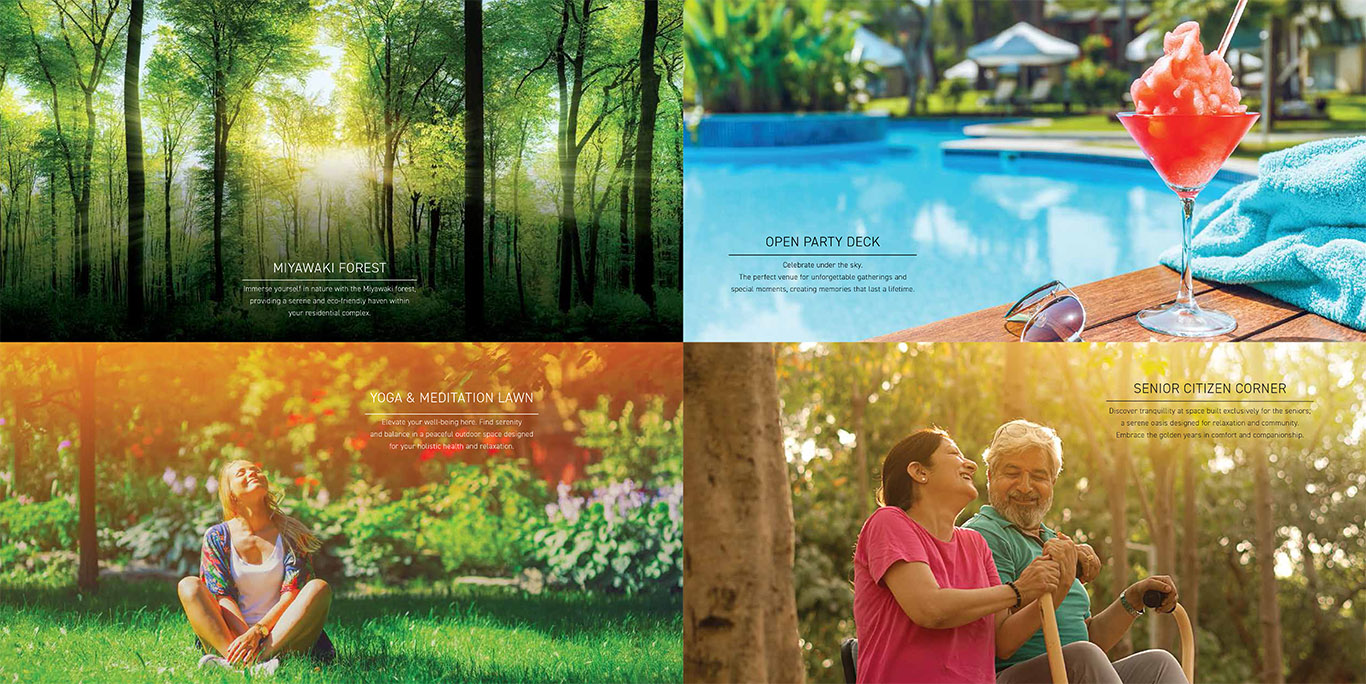 MIYAWAKI FOREST
Immerse yourself in nature with the Miyawaki forest,
providing a serene and eco-friendly haven within
your residential complex.
OPEN PARTY DECK
Celebrate under the sky.
The perfect venue for unforgettable gatherings and
special moments, creating memories that last a lifetime.
YOGA & MEDITATION LAWN
Elevate your well-being here. Find serenity
and balance in a peaceful outdoor space designed
for your holistic health and relaxation.
SENIOR CITIZEN CORNER
Discover tranquillity at space built exclusively for the seniors;
a serene oasis designed for relaxation and community.
Embrace the golden years in comfort and companionship.